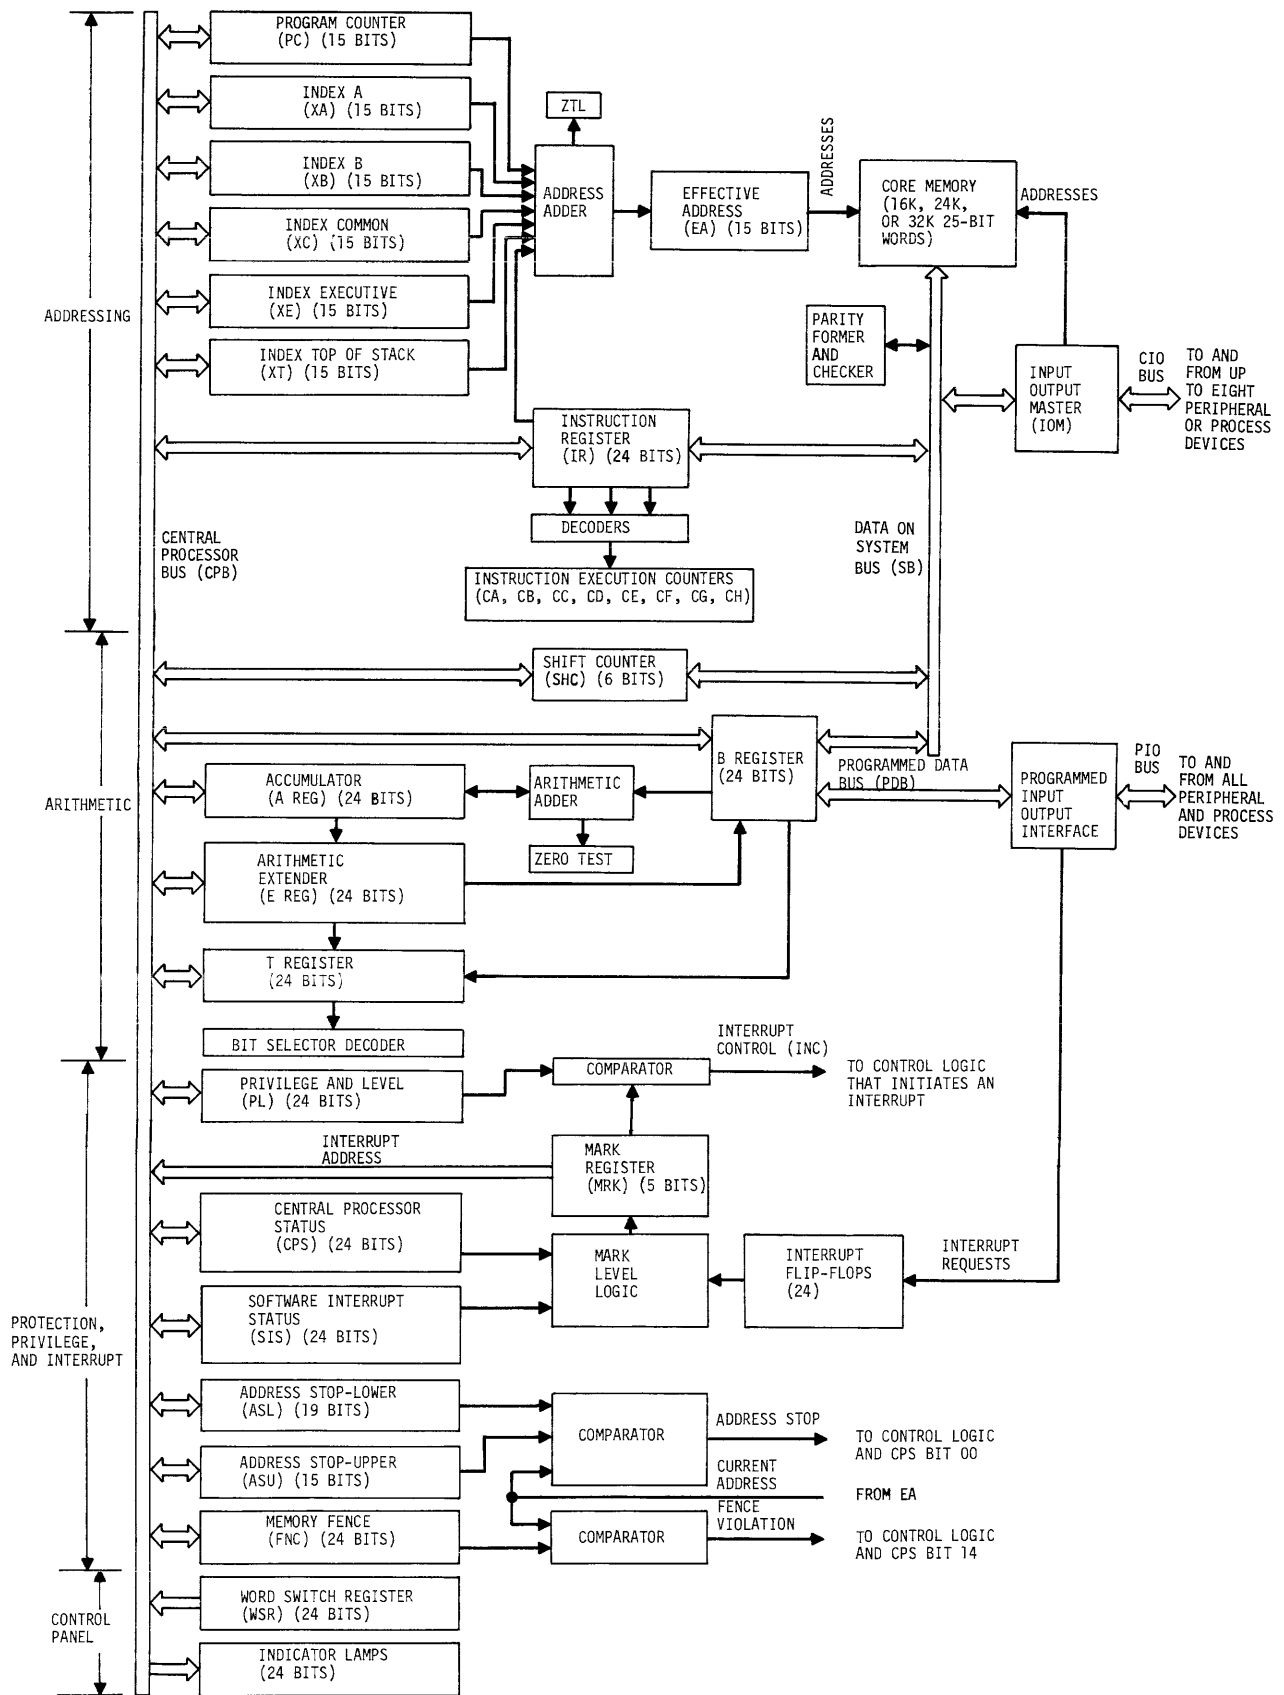 PROGRAM COUNTER
(PC) (15 BITS)
INDEX A
(XA) (15 BITS)
INDEX B
(XB) (15 BITS)
INDEX COMMON
(XC) (15 BITS)
INDEX EXECUTIVE
(XE) (15 BITS)
INDEX TOP OF STACK
(XT) (15 BITS)
ZTL
ADDRESS
ADDER
EFFECTIVE
ADDRESS
(EA) (15 BITS)
ADDRESSES
CORE MEMORY
(16K, 24K,
OR 32K 25-BIT
WORDS)
ADDRESSES
ADDRESSING
PARITY
FORMER
AND
CHECKER
INPUT
OUTPUT
MASTER
(IOM)
CIO
BUS
TO AND
FROM UP
TO EIGHT
PERIPHERAL
OR PROCESS
DEVICES
INSTRUCTION
REGISTER
(IR) (24 BITS)
DECODERS
INSTRUCTION EXECUTION COUNTERS
(CA, CB, CC, CD, CE, CF, CG, CH)
CENTRAL
PROCESSOR
BUS (CPB)
DATA ON
SYSTEM
BUS (SB)
SHIFT COUNTER
(SHC) (6 BITS)
ARITHMETIC
ACCUMULATOR
(A REG) (24 BITS)
ARITHMETIC
ADDER
ZERO TEST
B REGISTER
(24 BITS)
PROGRAMMED DATA
BUS (PDB)
PROGRAMMED
INPUT
OUTPUT
INTERFACE
PIO
BUS
TO AND
FROM ALL
PERIPHERAL
AND PROCESS
DEVICES
ARITHMETIC
EXTENDER
(E REG) (24 BITS)
T REGISTER
(24 BITS)
BIT SELECTOR DECODER
PRIVILEGE AND LEVEL
(PL) (24 BITS)
COMPARATOR
INTERRUPT
CONTROL (INC)
TO CONTROL LOGIC
THAT INITIATES AN
INTERRUPT
INTERRUPT
ADDRESS
MARK
REGISTER
(MRK) (5 BITS)
CENTRAL PROCESSOR
STATUS
(CPS) (24 BITS)
MARK
LEVEL
LOGIC
INTERRUPT
FLIP-FLOPS
(24)
INTERRUPT
REQUESTS
SOFTWARE INTERRUPT
STATUS
(SIS) (24 BITS)
PROTECTION,
PRIVILEGE,
AND INTERRUPT
ADDRESS STOP-LOWER
(ASL) (19 BITS)
ADDRESS STOP-UPPER
(ASU) (15 BITS)
MEMORY FENCE
(FNC) (24 BITS)
COMPARATOR
ADDRESS STOP
TO CONTROL LOGIC
AND CPS BIT 00
CURRENT
ADDRESS
FROM EA
FENCE
VIOLATION
COMPARATOR
TO CONTROL LOGIC
AND CPS BIT 14
CONTROL
PANEL
WORD SWITCH REGISTER
(WSR) (24 BITS)
INDICATOR LAMPS
(24 BITS)